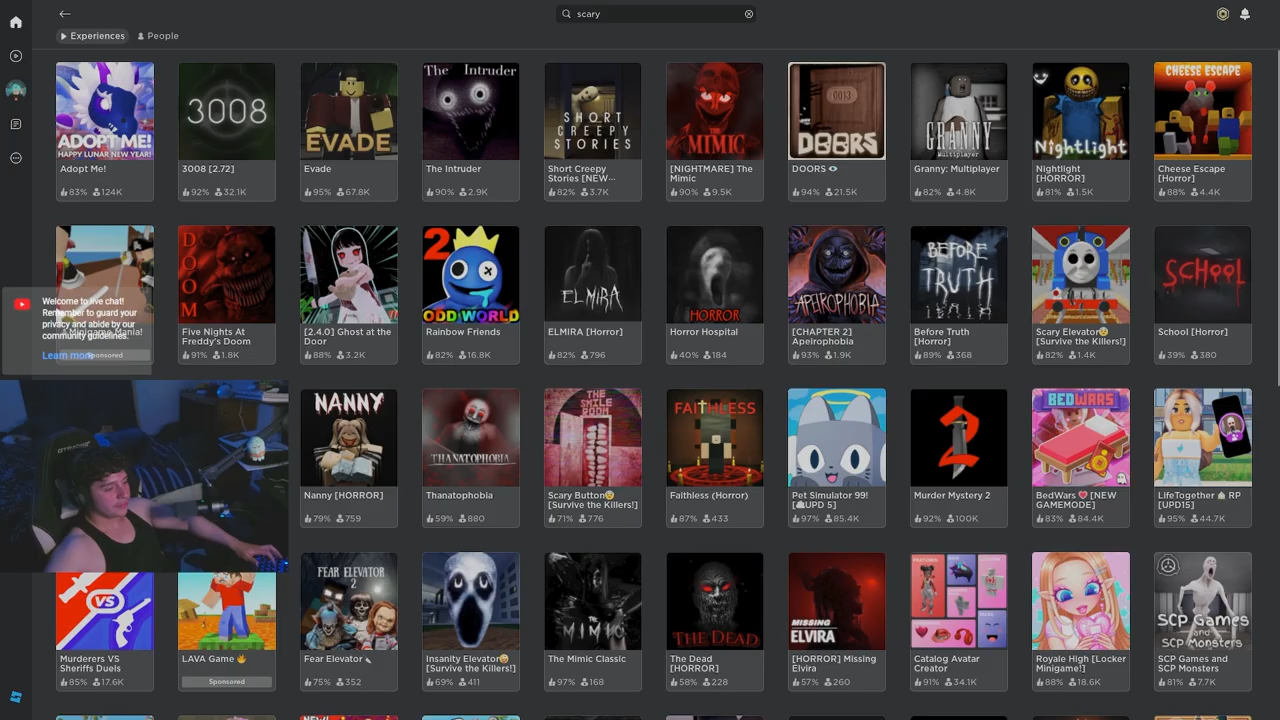 scary
Experiences
People
The Intruder
CHEESE ESCAPE
ADOPT ME!
HAPPY LUNAR NEW YEAR!
3008
EVADE
SHORT
CREEPY
STORIES
THE
MIMIC
0013
DOORS
GRANNY
Multiplayer
Nightlight
Adopt Me!
3008 [2.72]
Evade
The Intruder
Short Creepy
Stories [NEW...
[NIGHTMARE] The
Mimic
DOORS
Granny: Multiplayer
Nightlight
[HORROR]
Cheese Escape
[Horror]
83% 124K
92% 32.1K
95% 67.8K
90% 2.9K
82% 3.7K
90% 9.5K
94% 21.5K
82% 4.8K
81% 1.5K
88% 4.4K
DOOM
2
ODD WORLD
ELMIRA
HORROR
APEIROPHOBIA
BEFORE
TRUTH
SCHOOL
Welcome to live chat!
Remember to guard your
privacy and abide by our
community guidelines.
Learn more
Sponsored
Five Nights At
Freddy's Doom
[2.4.0] Ghost at the
Door
Rainbow Friends
ELMIRA [Horror]
Horror Hospital
[CHAPTER 2]
Apeirophobia
Before Truth
[Horror]
Scary Elevator
[Survive the Killers!]
School [Horror]
91% 1.8K
88% 3.2K
82% 16.8K
82% 796
40% 184
93% 1.9K
89% 368
82% 1.4K
39% 380
NANNY
THANATOPHOBIA
THE SMILE
ROOM
FAITHLESS
2
BEDWARS
Nanny [HORROR]
Thanatophobia
Scary Button
[Survive the Killers!]
Faithless (Horror)
Pet Simulator 99!
[UPD 5]
Murder Mystery 2
BedWars [NEW
GAMEMODE]
LifeTogether RP
[UPD15]
79% 759
59% 880
71% 776
87% 433
97% 85.4K
92% 100K
83% 84.4K
95% 44.7K
VS
FEAR ELEVATOR
2
THE
MIMIC
THE DEAD
MISSING
ELVIRA
SCP Games
and
SCP Monsters
Murderers VS
Sheriffs Duels
LAVA Game
Fear Elevator
Insanity Elevator
[Survive the Killers!]
The Mimic Classic
The Dead
[HORROR]
[HORROR] Missing
Elvira
Catalog Avatar
Creator
Royale High [Locker
Minigame!]
SCP Games and
SCP Monsters
85% 17.6K
Sponsored
75% 352
69% 411
97% 168
58% 228
57% 260
91% 34.1K
88% 18.6K
81% 7.7K